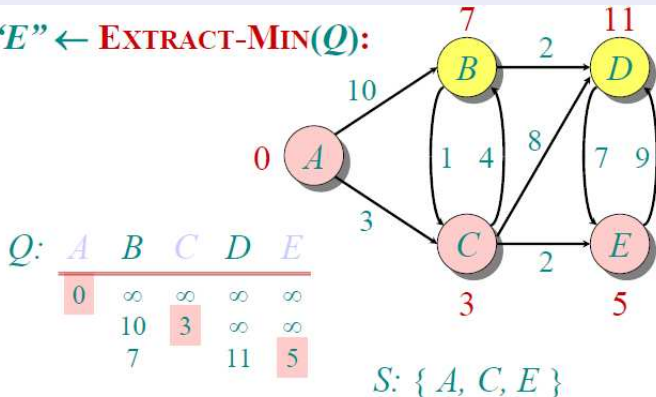 "E" ← EXTRACT-MIN(Q):
7 11
B 2 D
10
A
0 1 4 8 7 9
3
C 2 E
3 5
Q: A B C D E
0 ∞ ∞ ∞ ∞
10 3 ∞ ∞
7 11 5
S: { A, C, E }